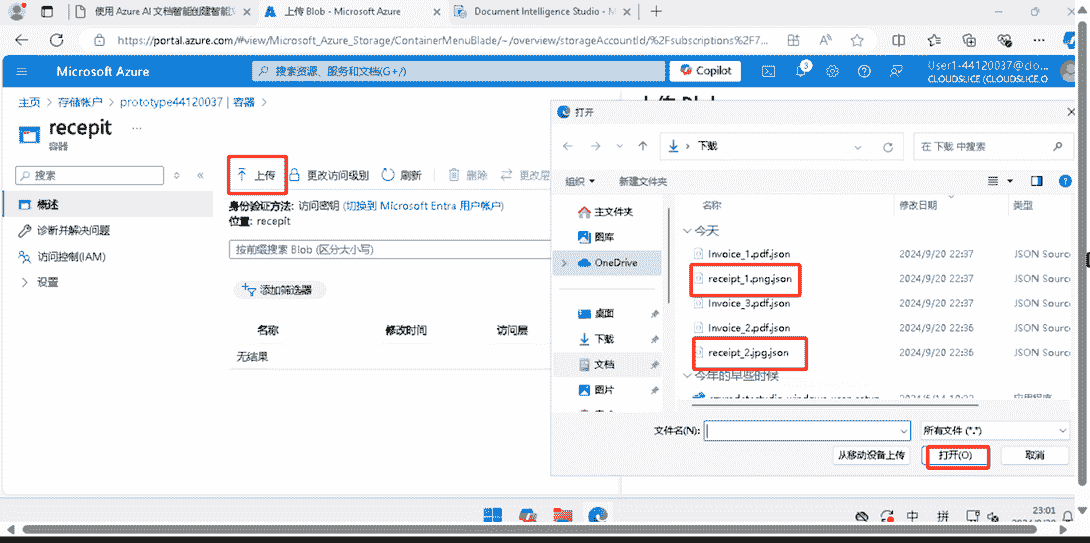 使用 Azure AI 文档智能创建智能
上传 Blob - Microsoft Azure
Document Intelligence Studio - M
https://portal.azure.com/#view/Microsoft_Azure_Storage/ContainerMenuBlade/~/overview/storageAccountId/%2Fsubscriptions%2F7...
Microsoft Azure
搜索资源、服务和文档(G+/)
Copilot
3
User1-44120037@clo...
CLOUDSLICE (CLOUDSLICE.O
主页 > 存储帐户 > prototype44120037 | 容器 >
recepit ...
容器
搜索
概述
诊断并解决问题
访问控制(IAM)
设置
上传
更改访问级别
刷新
删除
更改层
身份验证方法: 访问密钥 (切换到 Microsoft Entra 用户帐户)
位置: recepit
按前缀搜索 Blob (区分大小写)
添加筛选器
名称 修改时间 访问层
无结果
打开
下载
在 下载 中搜索
组织 新建文件夹
主文件夹
图库
OneDrive
桌面
下载
文档
图片
名称 修改日期 类型
今天
Invoice_1.pdf.json 2024/9/20 22:37 JSON Source
receipt_1.png.json 2024/9/20 22:37 JSON Source
Invoice_3.pdf.json 2024/9/20 22:37 JSON Source
Invoice_2.pdf.json 2024/9/20 22:36 JSON Source
receipt_2.jpg.json 2024/9/20 22:36 JSON Source
今年的早些时候
文件名(N):
所有文件 (*.*)
从移动设备上传
打开(O)
取消
中
拼
23:01